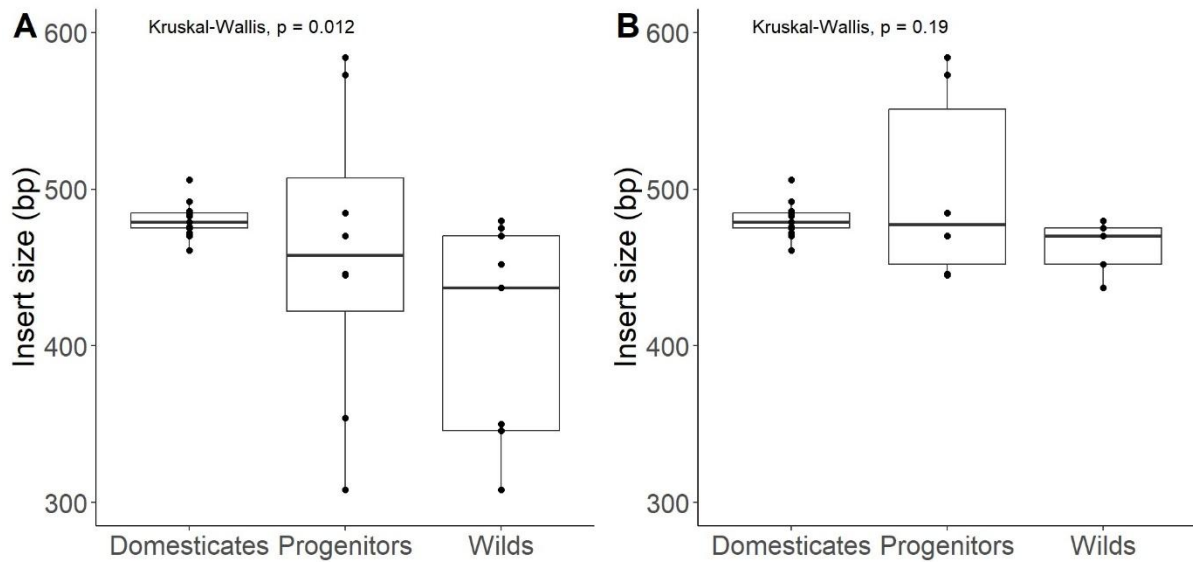 A
Kruskal-Wallis, p = 0.012
600
500
400
300
Insert size (bp)
Domesticates Progenitors Wilds
B
Kruskal-Wallis, p = 0.19
600
500
400
300
Insert size (bp)
Domesticates Progenitors Wilds